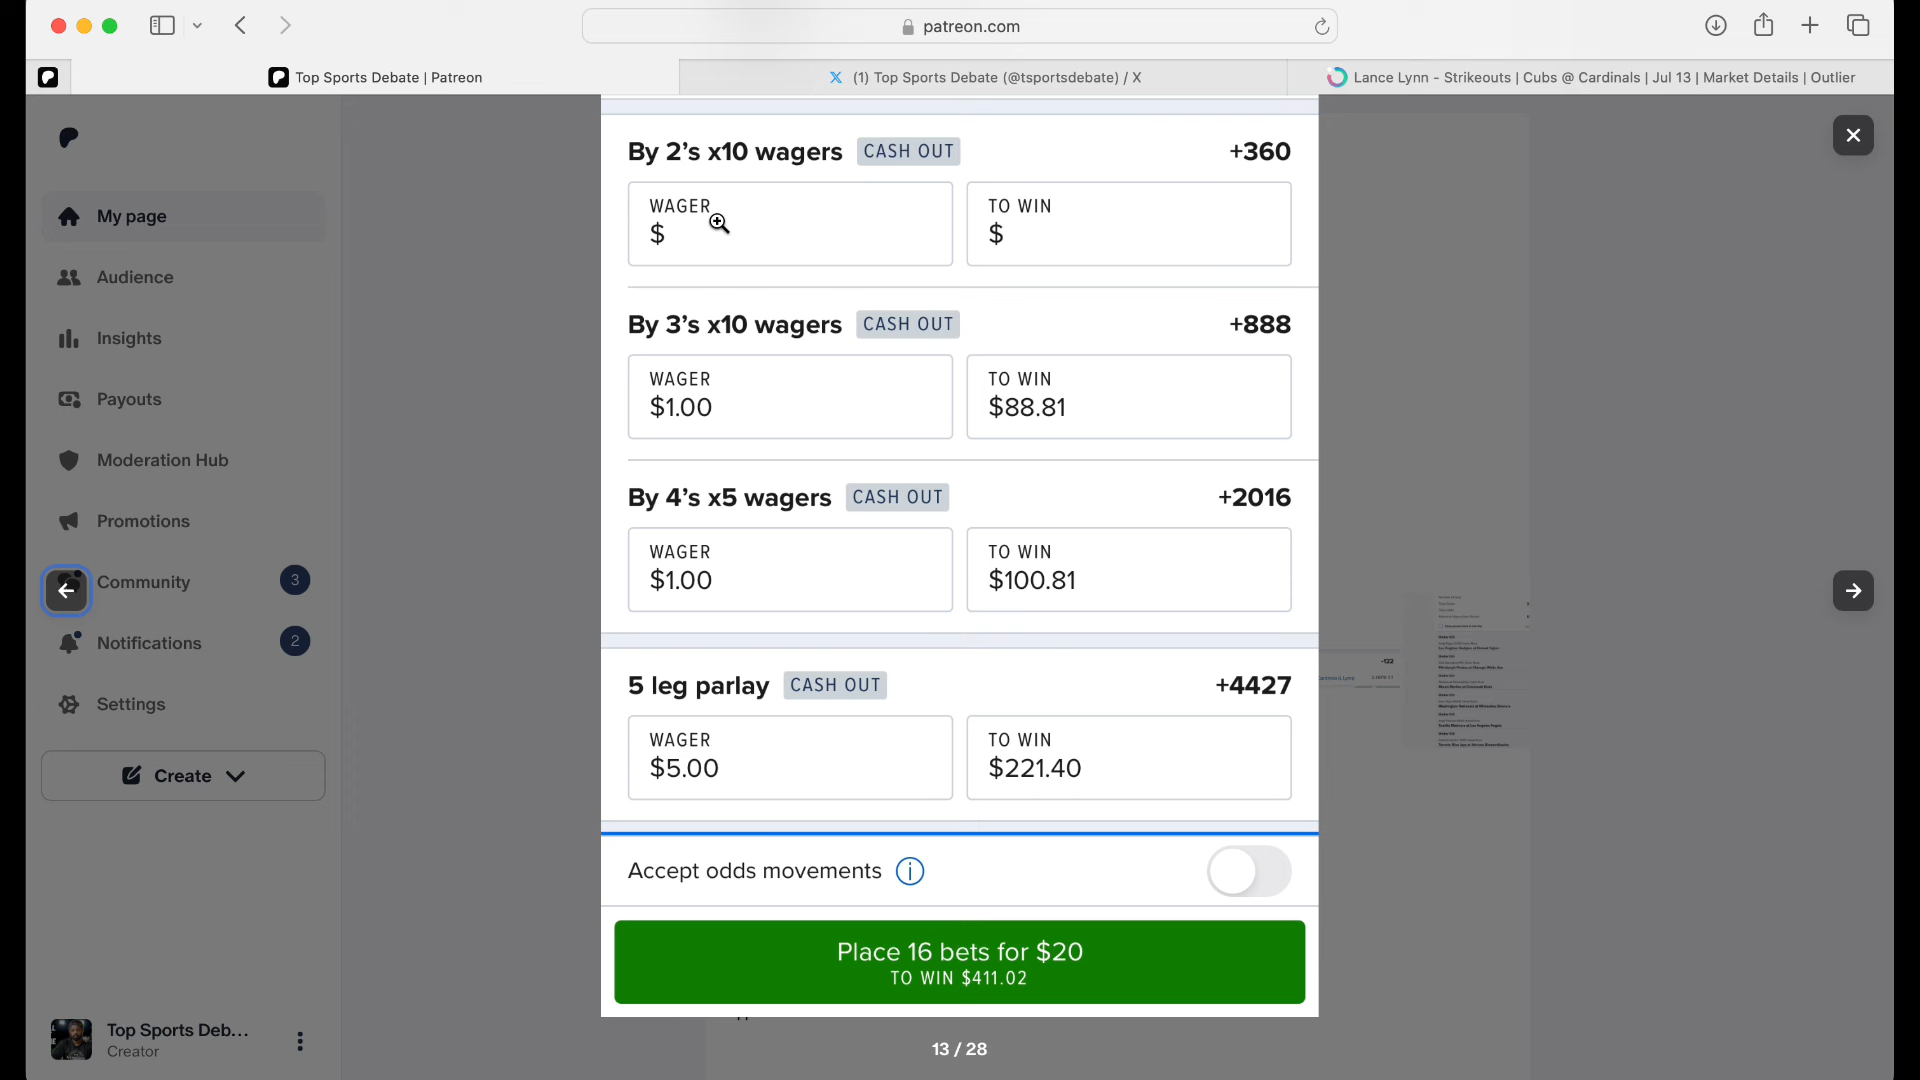 patreon.com
Top Sports Debate | Patreon
(1) Top Sports Debate (@tsportsdebate) / X
Lance Lynn - Strikeouts | Cubs @ Cardinals | Jul 13 | Market Details | Outlier
My page
Audience
Insights
Payouts
Moderation Hub
Promotions
Community 3
Notifications 2
Settings
Create
Top Sports Deb...
Creator
By 2's x10 wagers CASH OUT +360
WAGER TO WIN
$ $
By 3's x10 wagers CASH OUT +888
WAGER TO WIN
$1.00 $88.81
By 4's x5 wagers CASH OUT +2016
WAGER TO WIN
$1.00 $100.81
5 leg parlay CASH OUT +4427
WAGER TO WIN
$5.00 $221.40
Accept odds movements
Place 16 bets for $20
TO WIN $411.02
13 / 28